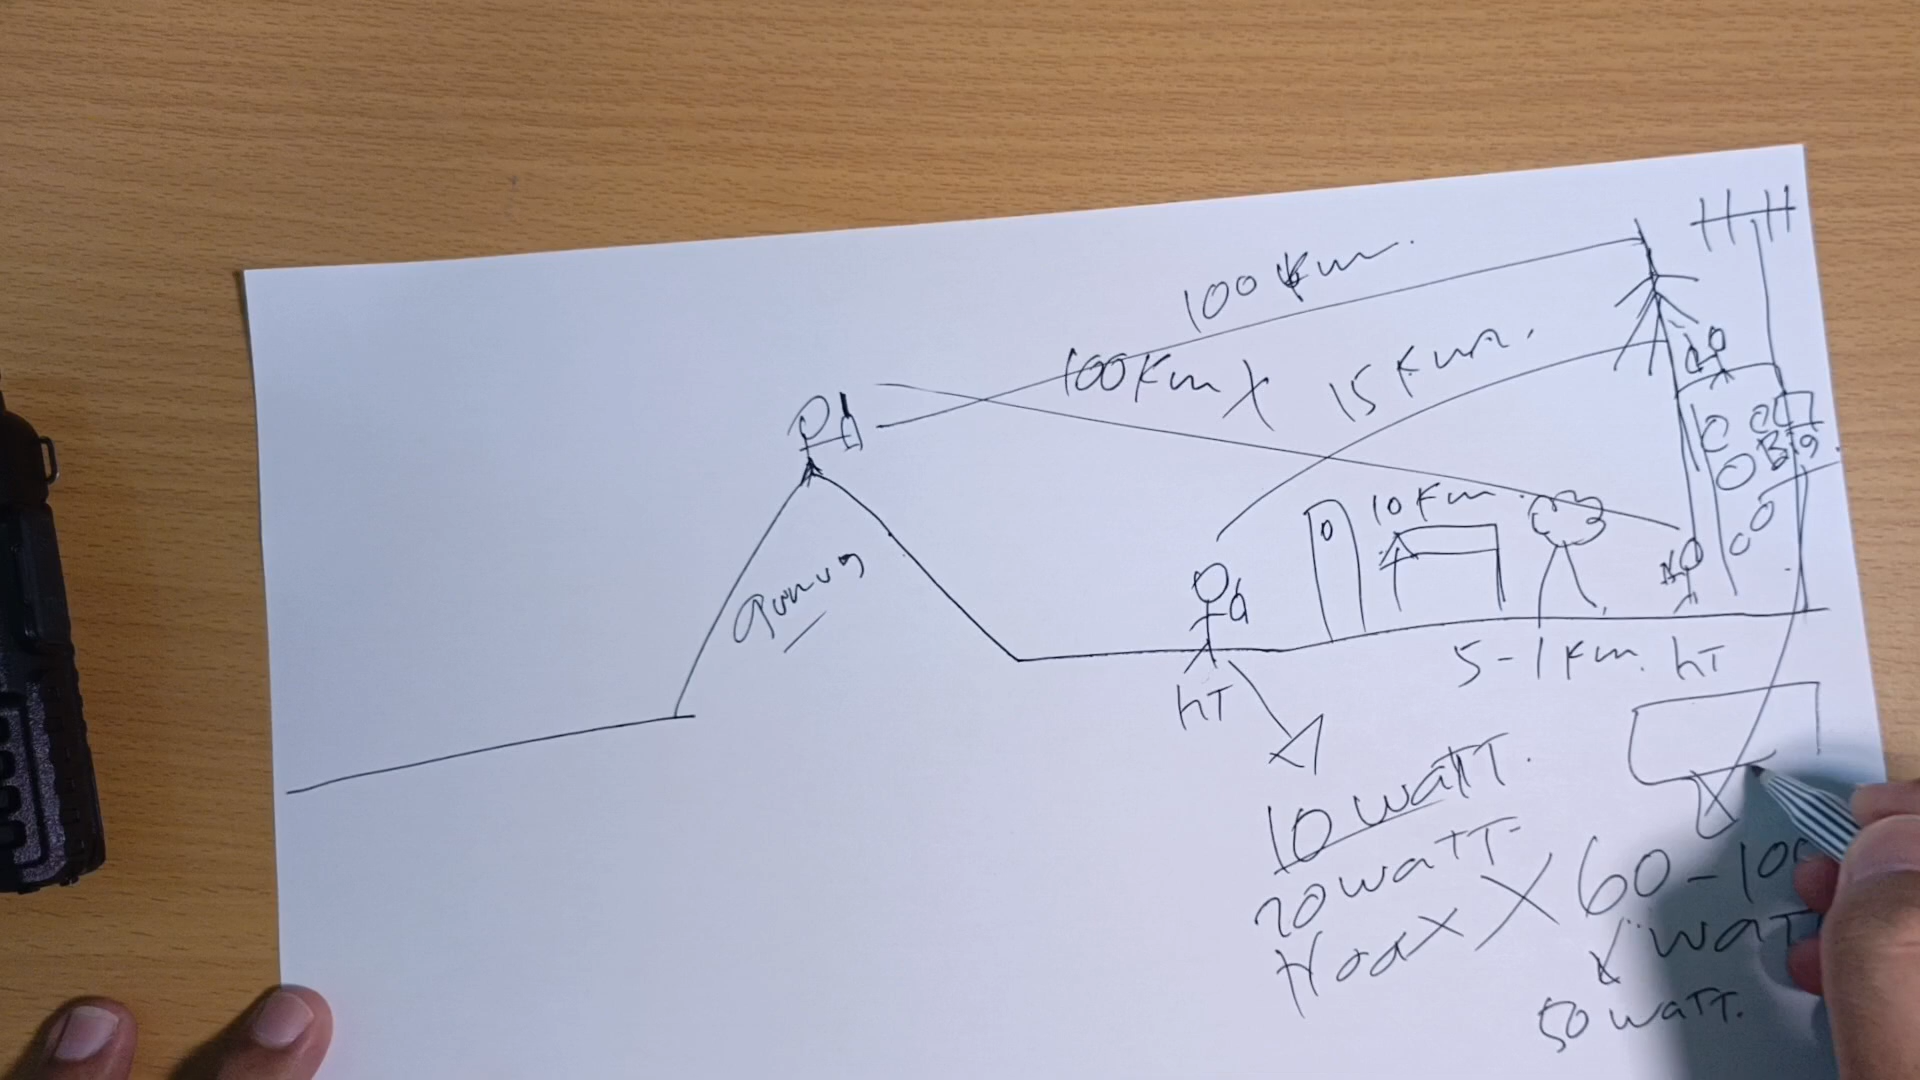 100 Km.
100 Km X
15 Km.
10 Km
Big.
Gunung
5-1 Km. hT
hT
10 watt.
20 watt.
Hoax X 60-100
watt
50 watt.